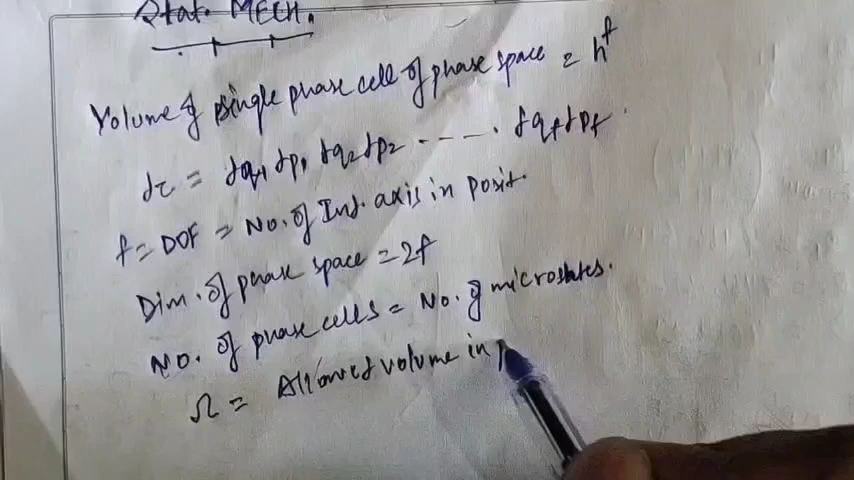 Stat. MECH.
Volume of single phase cell of phase space = h^f
dτ = dq1 dp1 dq2 dp2 ---- . dqf dpf .
f = DOF = No. of Ind. axis in posit.
Dim. of phase space = 2f
No. of phase cells = No. of microstates.
Ω = Allowed volume in